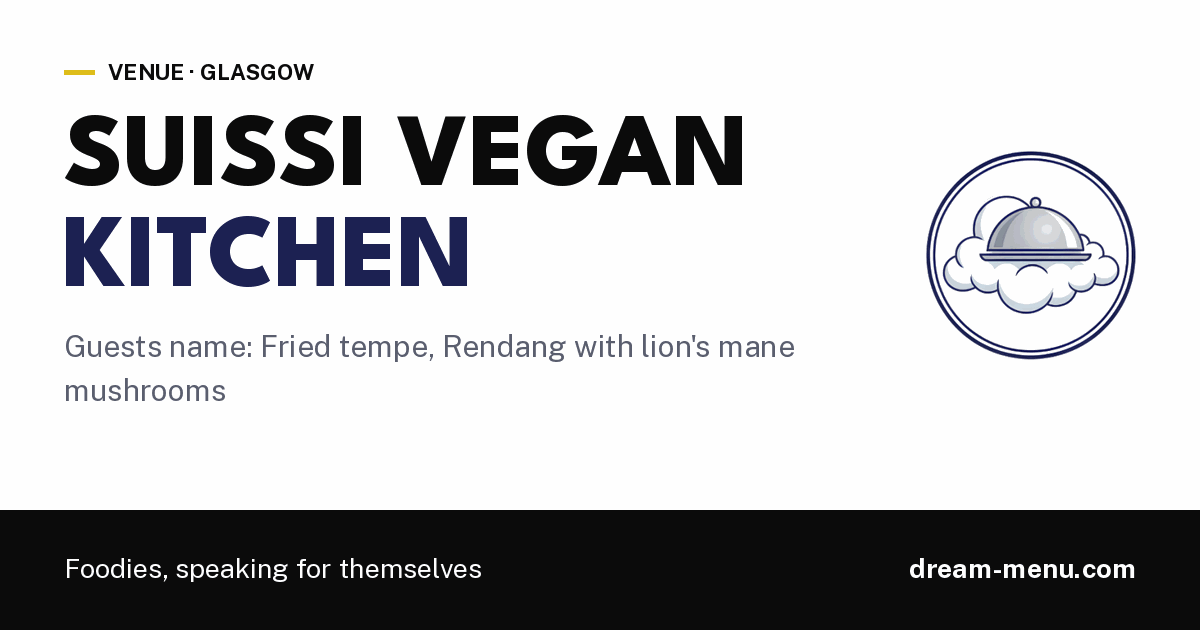 VENUE · GLASGOW
SUISSI VEGAN
KITCHEN
Guests name: Fried tempe, Rendang with lion's mane
mushrooms
Foodies, speaking for themselves
dream-menu.com